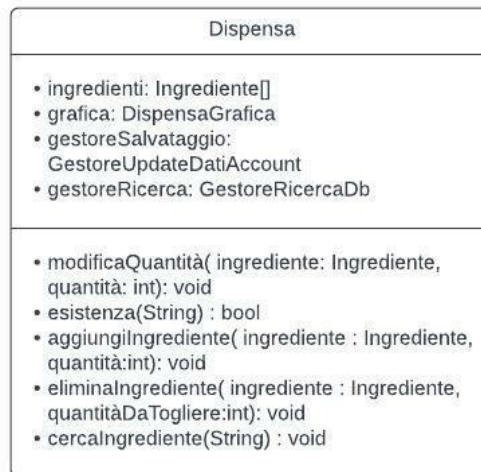 Dispensa
• ingredienti: Ingrediente[]
• grafica: DispensaGrafica
• gestoreSalvataggio:
GestoreUpdateDatiAccount
• gestoreRicerca: GestoreRicercaDb
• modificaQuantità( ingrediente: Ingrediente,
quantità: int): void
• esistenza(String) : bool
• aggiungiIngrediente( ingrediente : Ingrediente,
quantità:int): void
• eliminaIngrediente( ingrediente : Ingrediente,
quantitàDaTogliere:int): void
• cercaIngrediente(String) : void